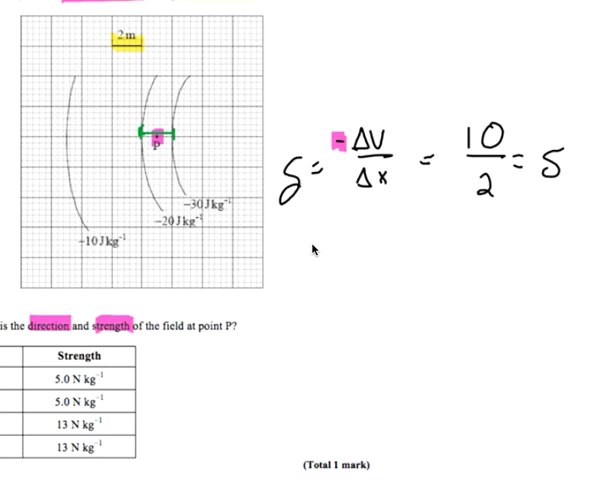 2 m
P
–30 J kg⁻¹
–20 J kg⁻¹
–10 J kg⁻¹
g = - ΔV / Δx = 10 / 2 = 5
is the direction and strength of the field at point P?
Strength
5.0 N kg⁻¹
5.0 N kg⁻¹
13 N kg⁻¹
13 N kg⁻¹
(Total 1 mark)